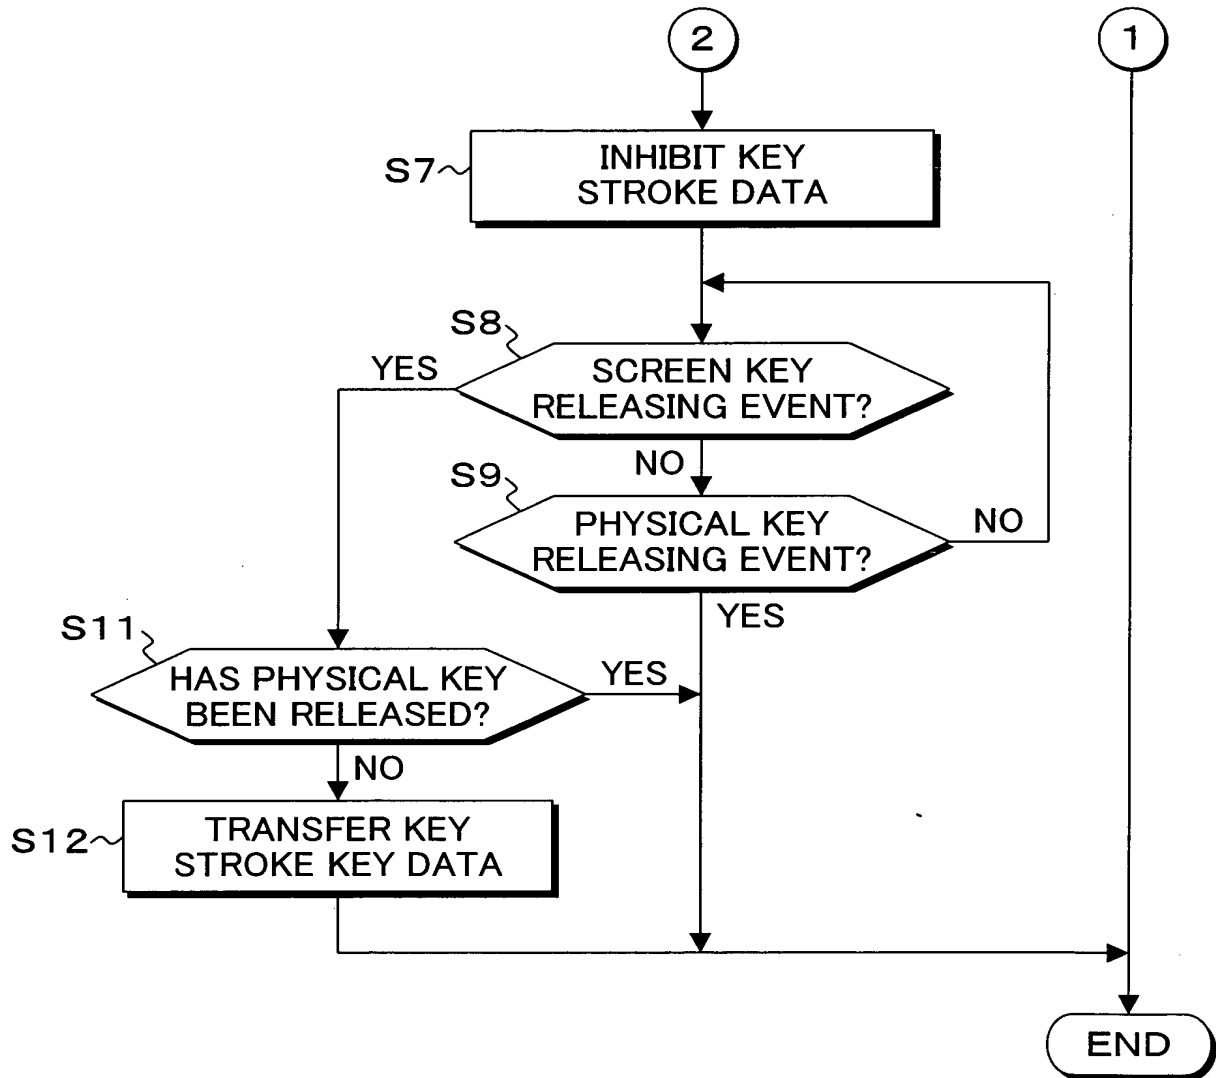 2
1
S7
INHIBIT KEY
STROKE DATA
S8
YES
SCREEN KEY
RELEASING EVENT?
NO
S9
PHYSICAL KEY
RELEASING EVENT?
NO
YES
S11
HAS PHYSICAL KEY
BEEN RELEASED?
YES
NO
S12
TRANSFER KEY
STROKE KEY DATA
END